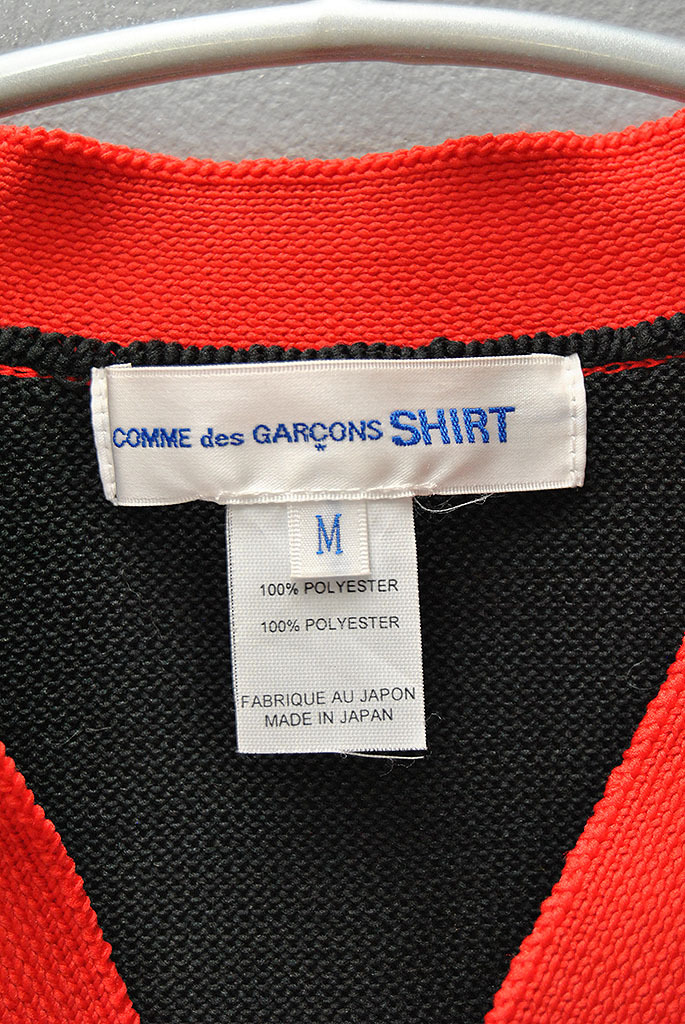 COMME des GARÇONS SHIRT
M
100% POLYESTER
100% POLYESTER
FABRIQUE AU JAPON
MADE IN JAPAN